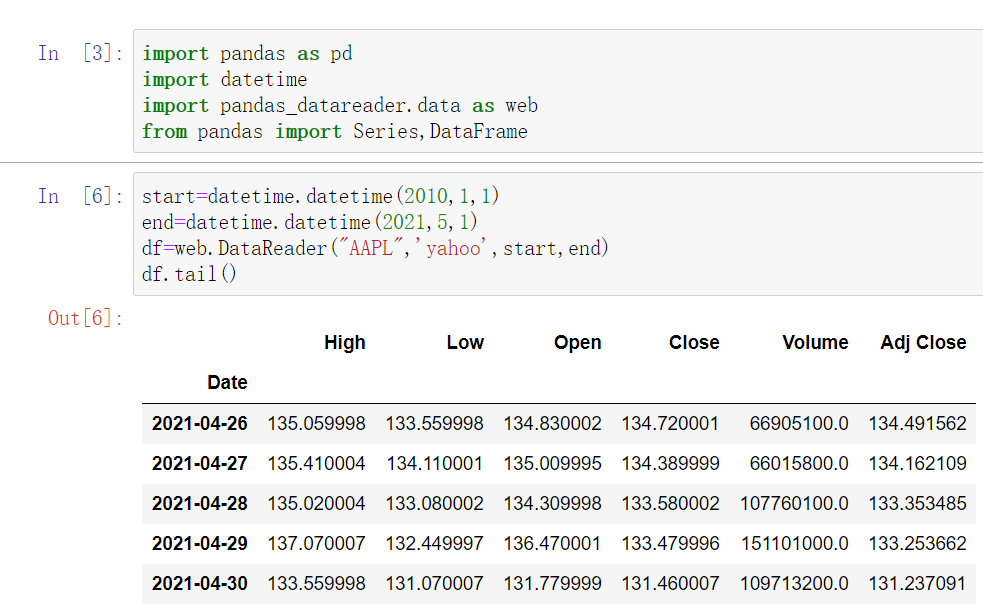 In [3]: import pandas as pd
import datetime
import pandas_datareader.data as web
from pandas import Series,DataFrame
In [6]: start=datetime.datetime(2010,1,1)
end=datetime.datetime(2021,5,1)
df=web.DataReader("AAPL",'yahoo',start,end)
df.tail()
Out[6]:
High Low Open Close Volume Adj Close
Date
2021-04-26 135.059998 133.559998 134.830002 134.720001 66905100.0 134.491562
2021-04-27 135.410004 134.110001 135.009995 134.389999 66015800.0 134.162109
2021-04-28 135.020004 133.080002 134.309998 133.580002 107760100.0 133.353485
2021-04-29 137.070007 132.449997 136.470001 133.479996 151101000.0 133.253662
2021-04-30 133.559998 131.070007 131.779999 131.460007 109713200.0 131.237091